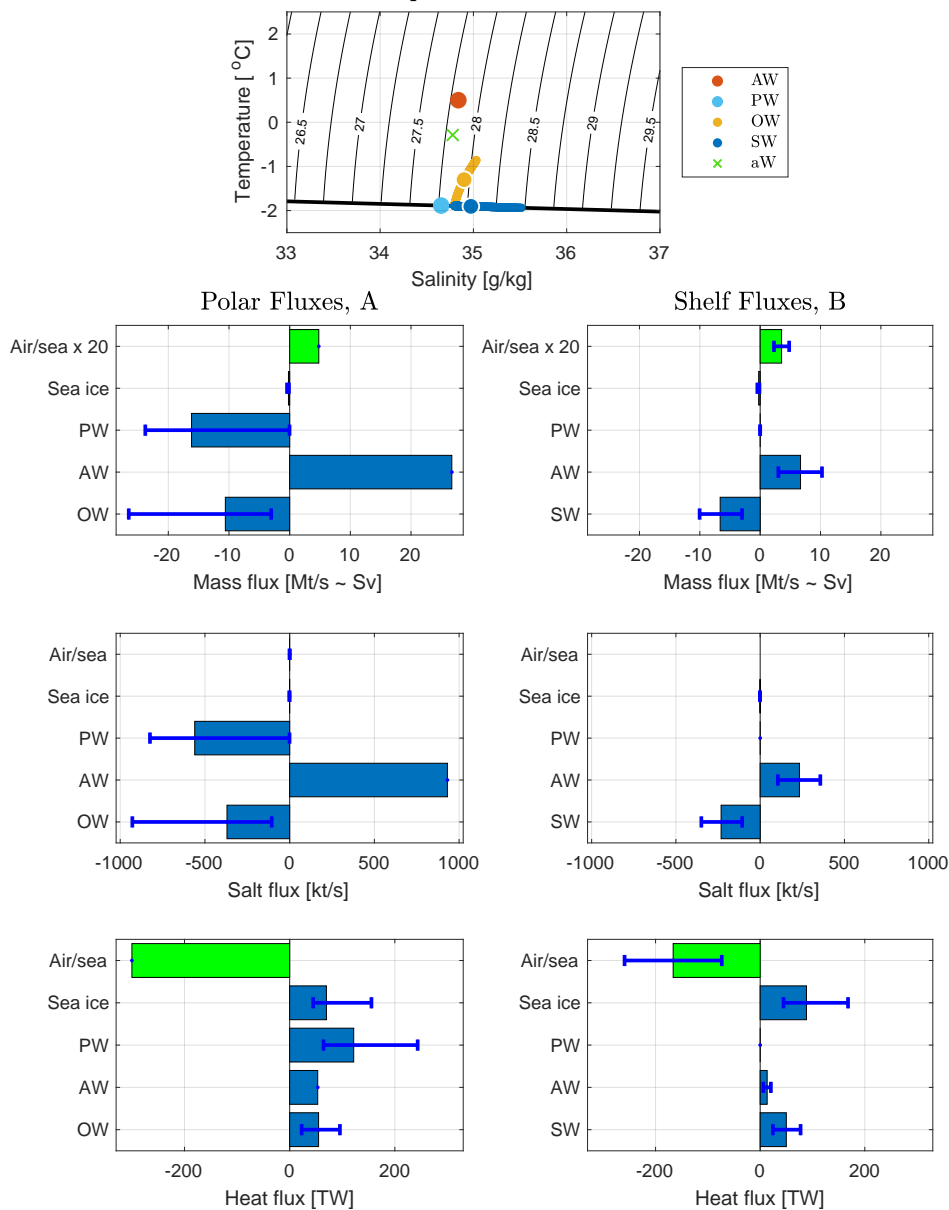 2
1
0
-1
-2
Temperature [ °C]
26.5
27
27.5
28
28.5
29
29.5
33
34
35
36
37
Salinity [g/kg]
AW
PW
OW
SW
aW
Polar Fluxes, A
Air/sea x 20
Sea ice
PW
AW
OW
-20
-10
0
10
20
Mass flux [Mt/s ~ Sv]
Shelf Fluxes, B
Air/sea x 20
Sea ice
PW
AW
SW
-20
-10
0
10
20
Mass flux [Mt/s ~ Sv]
Air/sea
Sea ice
PW
AW
OW
-1000
-500
0
500
1000
Salt flux [kt/s]
Air/sea
Sea ice
PW
AW
SW
-1000
-500
0
500
1000
Salt flux [kt/s]
Air/sea
Sea ice
PW
AW
OW
-200
0
200
Heat flux [TW]
Air/sea
Sea ice
PW
AW
SW
-200
0
200
Heat flux [TW]